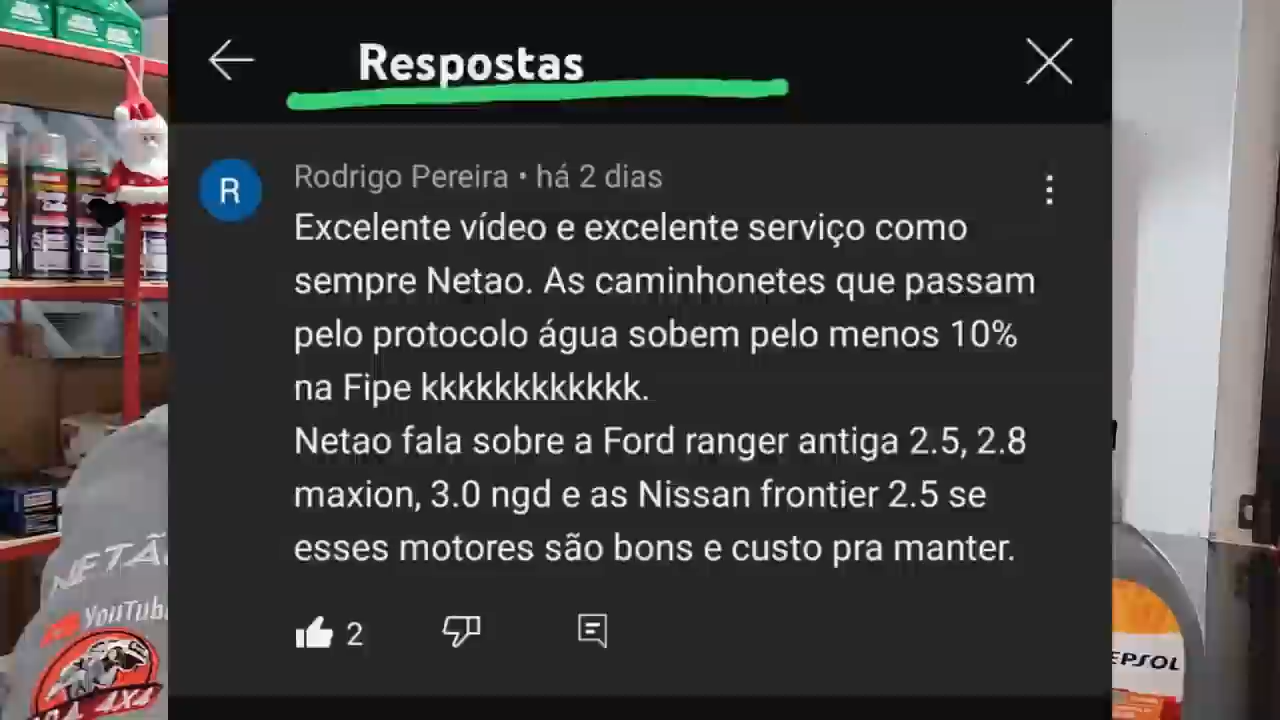 Respostas
R
Rodrigo Pereira • há 2 dias
Excelente vídeo e excelente serviço como
sempre Netao. As caminhonetes que passam
pelo protocolo água sobem pelo menos 10%
na Fipe kkkkkkkkkkkk.
Netao fala sobre a Ford ranger antiga 2.5, 2.8
maxion, 3.0 ngd e as Nissan frontier 2.5 se
esses motores são bons e custo pra manter.
2
NETÃ
YouTub
4X4
EPSOL